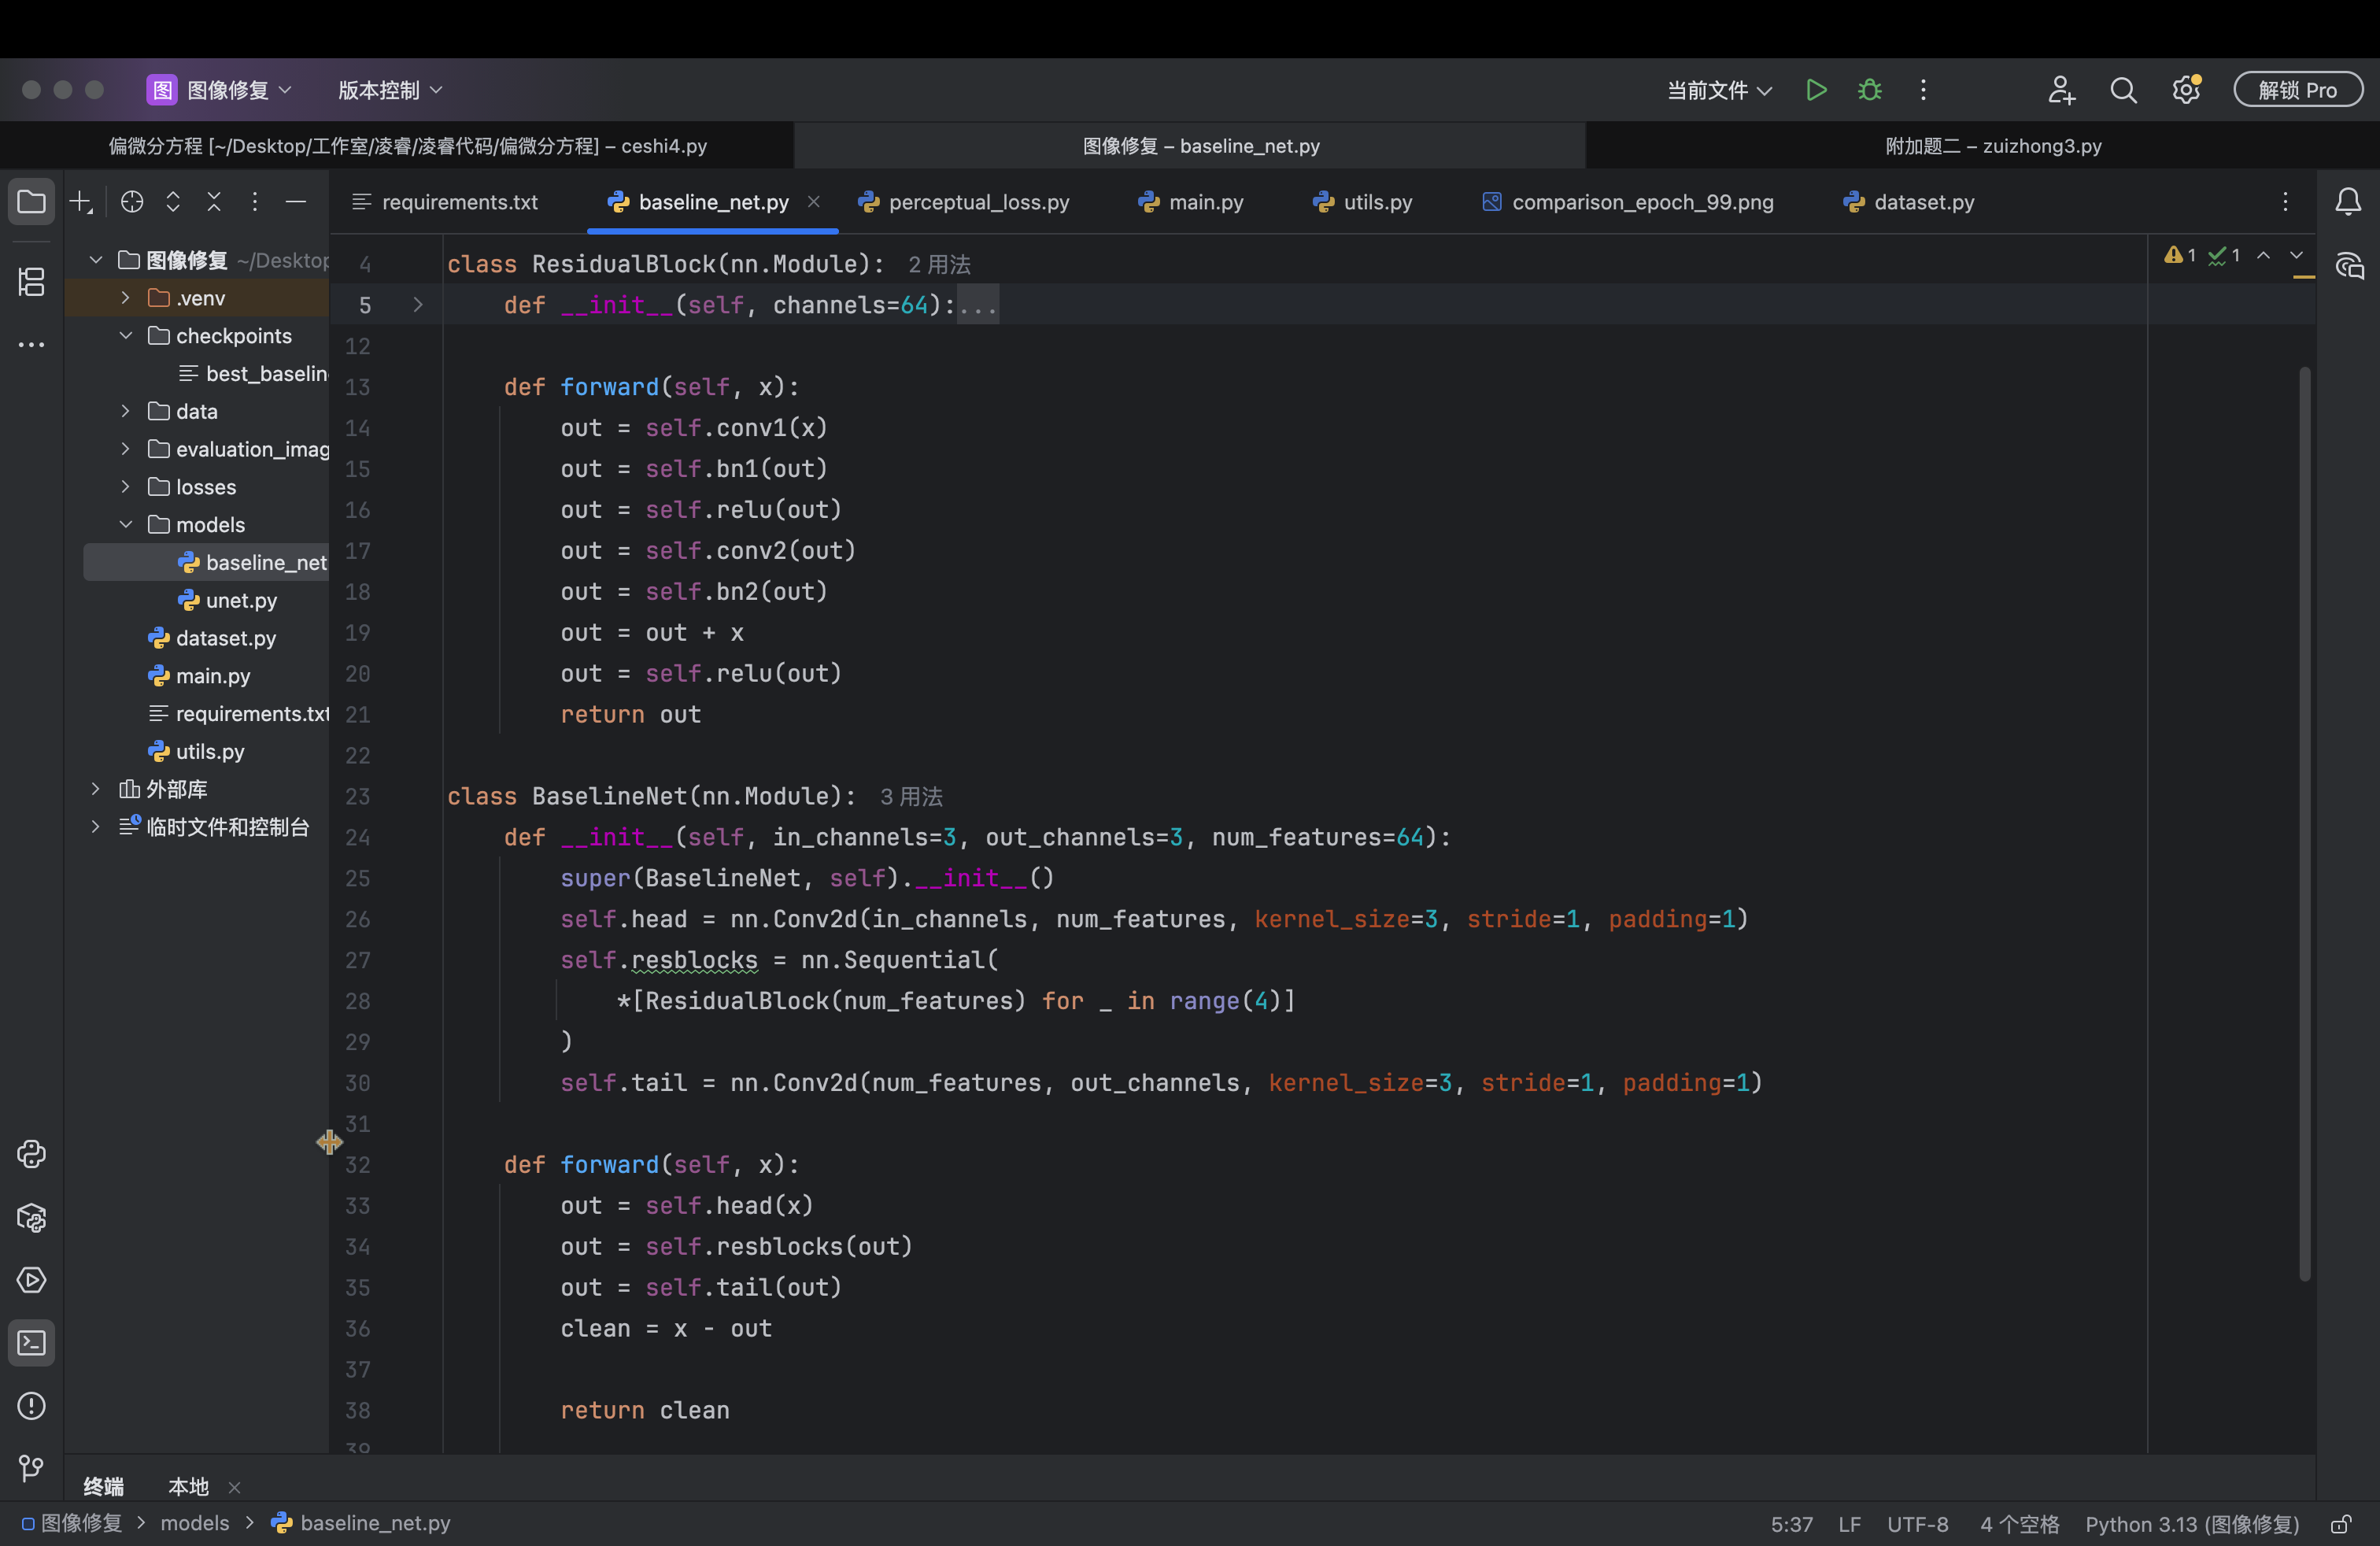 图 图像修复 版本控制 当前文件 解锁 Pro
偏微分方程 [~/Desktop/工作室/凌睿/凌睿代码/偏微分方程] – ceshi4.py 图像修复 – baseline_net.py 附加题二 – zuizhong3.py
requirements.txt baseline_net.py perceptual_loss.py main.py utils.py comparison_epoch_99.png dataset.py
图像修复 ~/Desktop
.venv
checkpoints
best_baselin
data
evaluation_imag
losses
models
baseline_net
unet.py
dataset.py
main.py
requirements.txt
utils.py
外部库
临时文件和控制台
4 class ResidualBlock(nn.Module): 2 用法
5 def __init__(self, channels=64):...
12
13 def forward(self, x):
14 out = self.conv1(x)
15 out = self.bn1(out)
16 out = self.relu(out)
17 out = self.conv2(out)
18 out = self.bn2(out)
19 out = out + x
20 out = self.relu(out)
21 return out
22
23 class BaselineNet(nn.Module): 3 用法
24 def __init__(self, in_channels=3, out_channels=3, num_features=64):
25 super(BaselineNet, self).__init__()
26 self.head = nn.Conv2d(in_channels, num_features, kernel_size=3, stride=1, padding=1)
27 self.resblocks = nn.Sequential(
28 *[ResidualBlock(num_features) for _ in range(4)]
29 )
30 self.tail = nn.Conv2d(num_features, out_channels, kernel_size=3, stride=1, padding=1)
31
32 def forward(self, x):
33 out = self.head(x)
34 out = self.resblocks(out)
35 out = self.tail(out)
36 clean = x - out
37
38 return clean
39
1 1
终端 本地
图像修复 models baseline_net.py 5:37 LF UTF-8 4 个空格 Python 3.13 (图像修复)